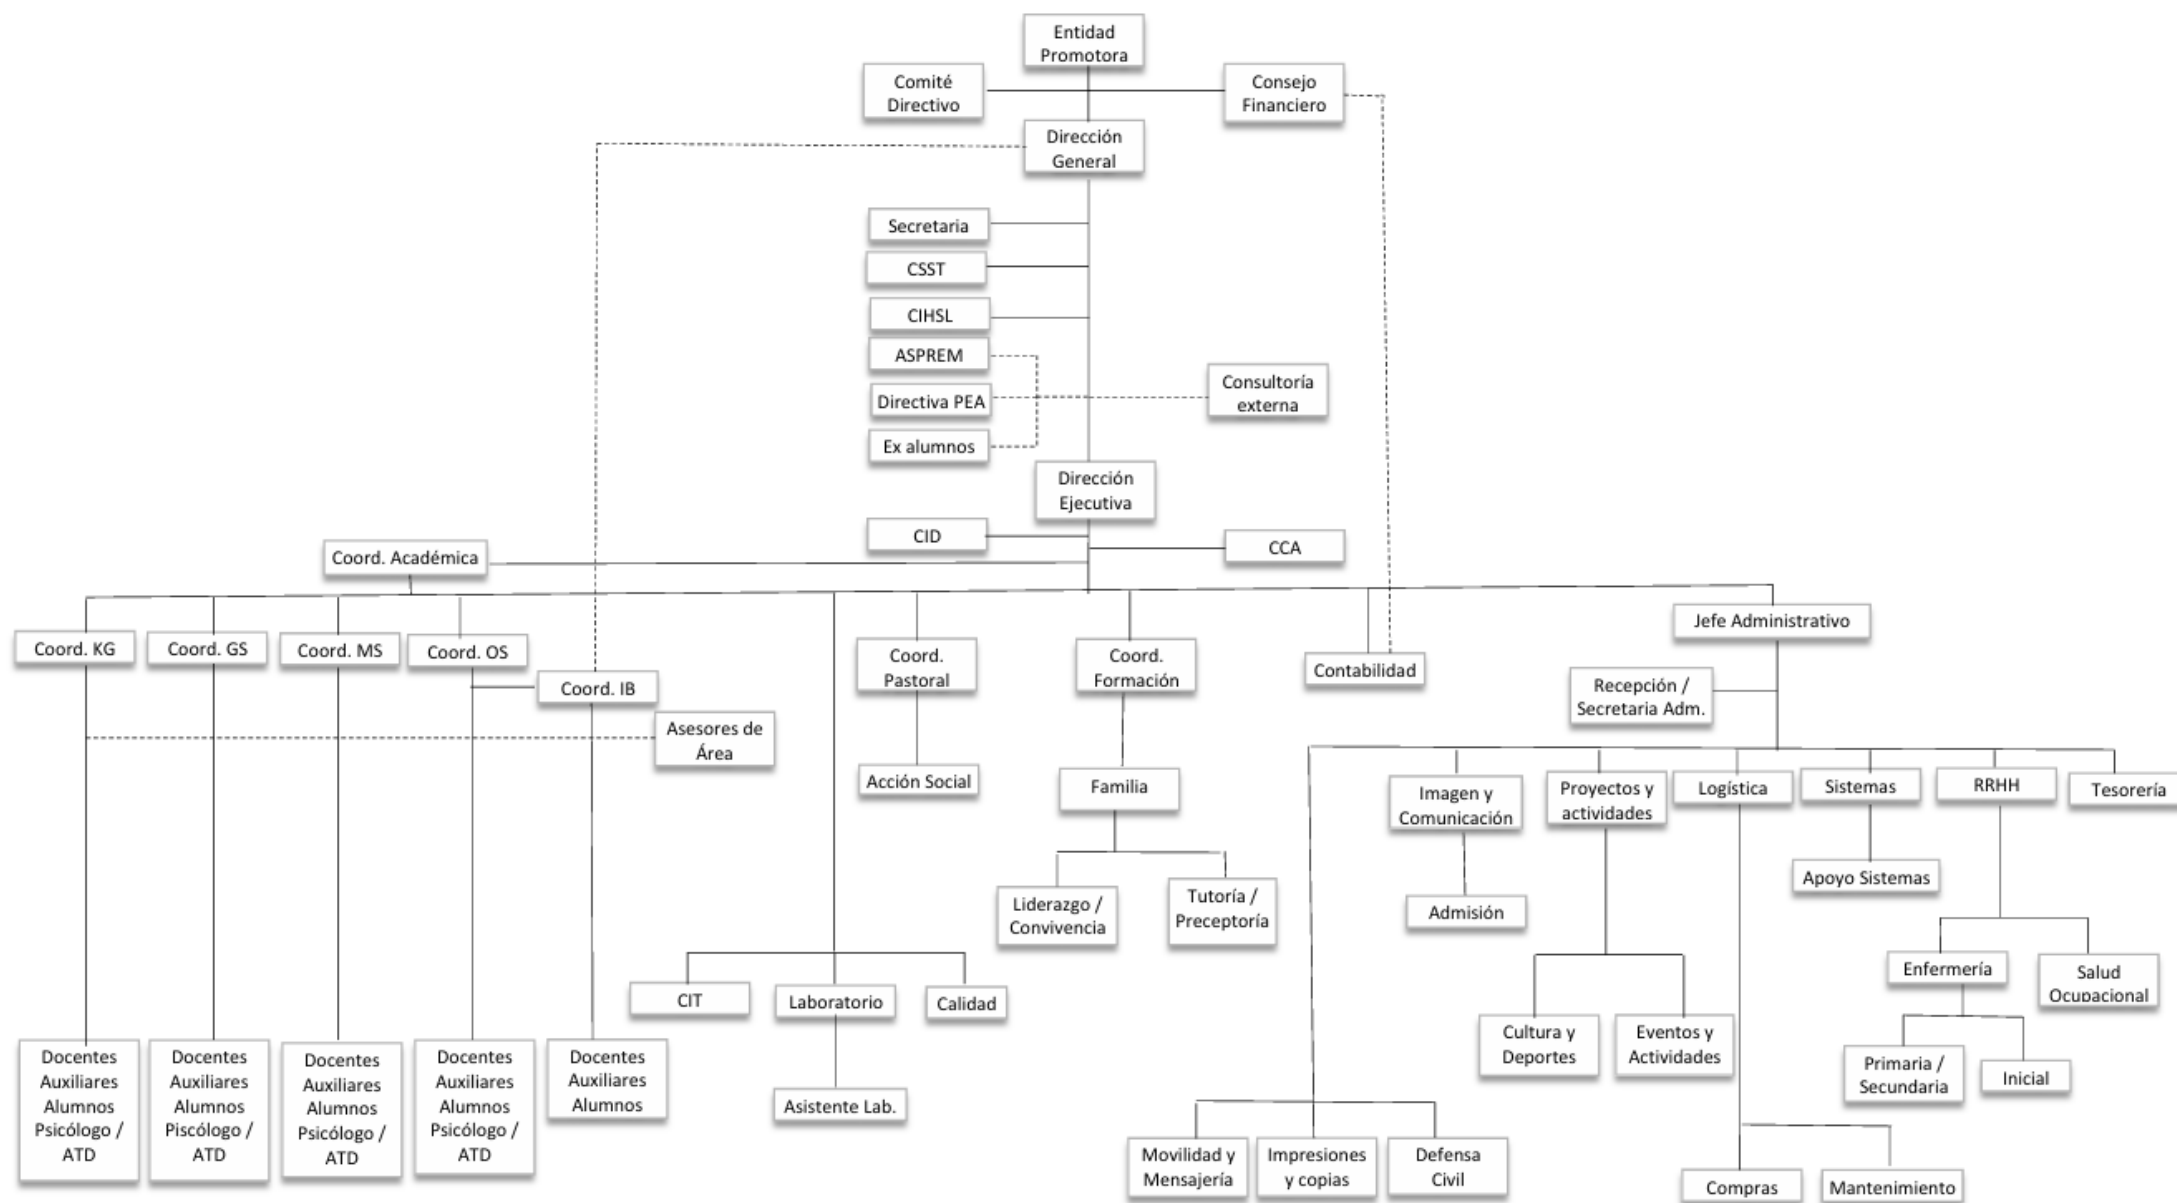 Entidad
Promotora
Comité
Directivo
Consejo
Financiero
Dirección
General
Secretaria
CSST
CIHSL
ASPREM
Directiva PEA
Consultoría
externa
Ex alumnos
Dirección
Ejecutiva
CID
CCA
Coord. Académica
Jefe Administrativo
Coord. KG
Coord. GS
Coord. MS
Coord. OS
Coord. IB
Asesores de
Área
Coord.
Pastoral
Coord.
Formación
Contabilidad
Recepción /
Secretaria Adm.
Acción Social
Familia
Imagen y
Comunicación
Proyectos y
actividades
Logística
Sistemas
RRHH
Tesorería
Liderazgo /
Convivencia
Tutoría /
Preceptoría
Admisión
Apoyo Sistemas
Enfermería
Salud
Ocupacional
CIT
Laboratorio
Calidad
Cultura y
Deportes
Eventos y
Actividades
Primaria /
Secundaria
Inicial
Docentes
Auxiliares
Alumnos
Psicólogo /
ATD
Docentes
Auxiliares
Alumnos
Piscólogo /
ATD
Docentes
Auxiliares
Alumnos
Psicólogo /
ATD
Docentes
Auxiliares
Alumnos
Psicólogo /
ATD
Docentes
Auxiliares
Alumnos
Asistente Lab.
Movilidad y
Mensajería
Impresiones
y copias
Defensa
Civil
Compras
Mantenimiento